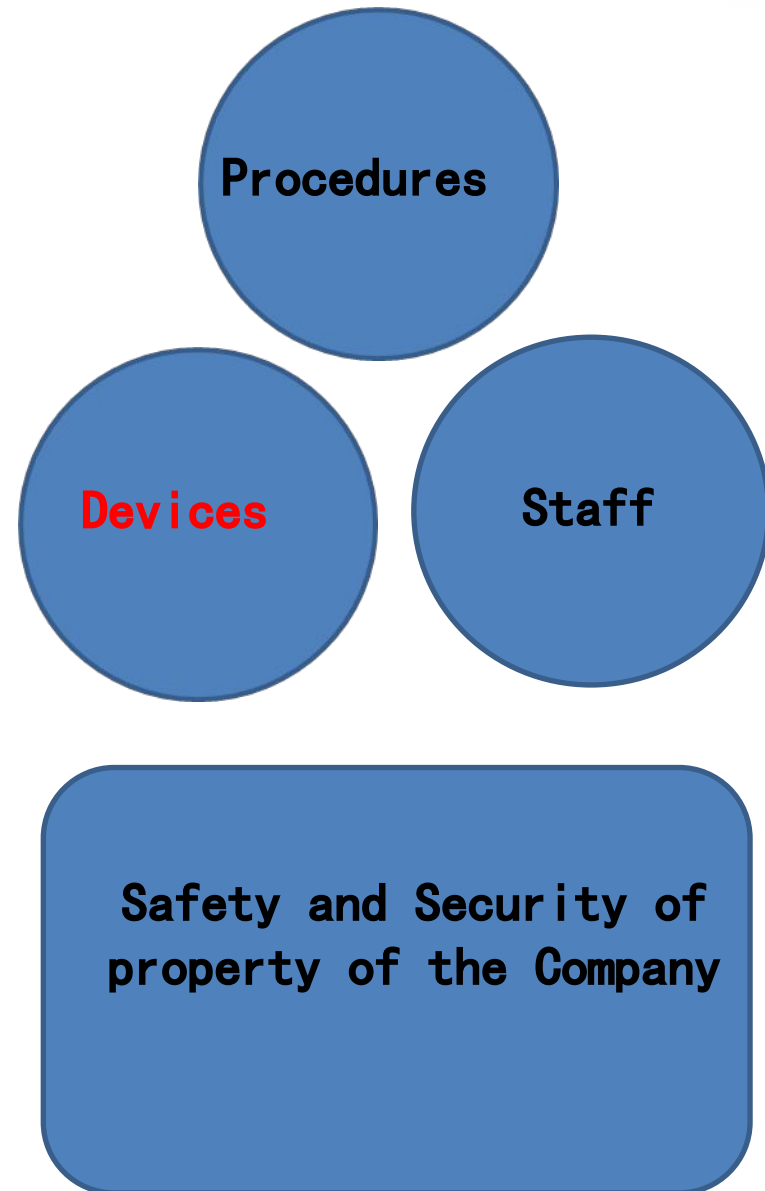 Procedures
Devices
Staff
Safety and Security of
property of the Company